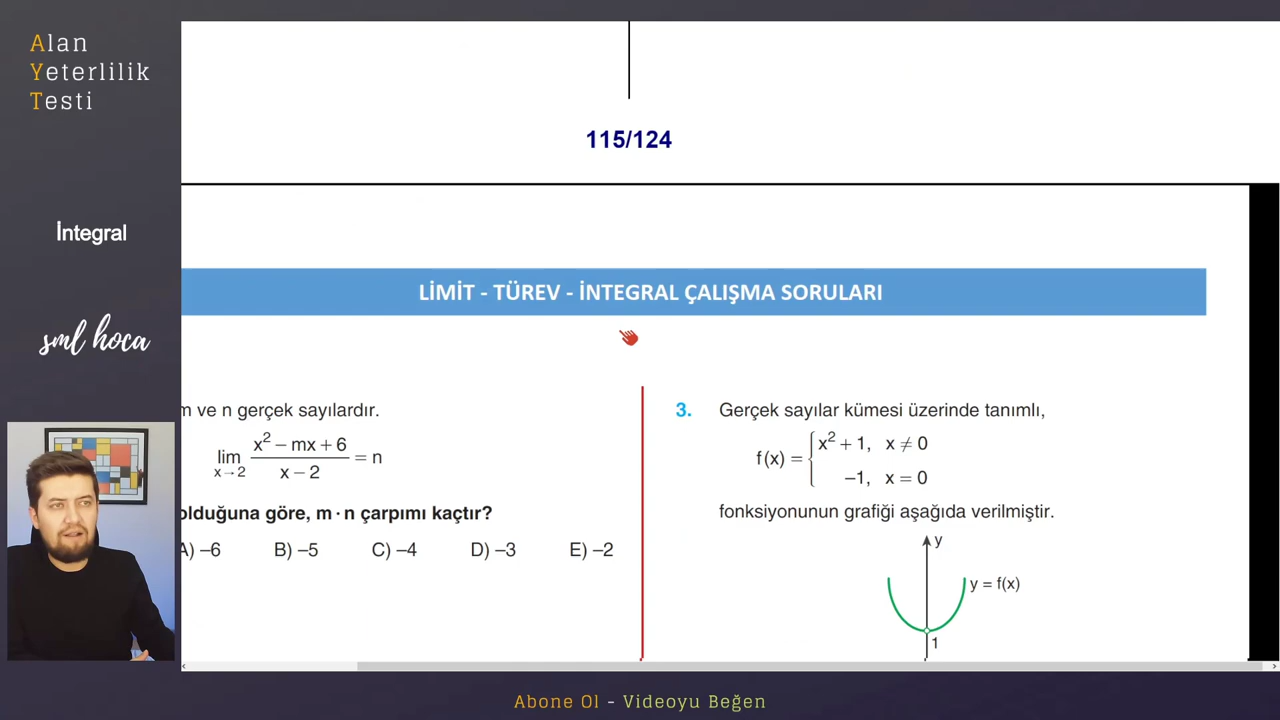 Alan
Yeterlilik
Testi
İntegral
sml hoca
115/124
LİMİT - TÜREV - İNTEGRAL ÇALIŞMA SORULARI
m ve n gerçek sayılardır.
lim x→2 (x² − mx + 6)/(x − 2) = n
olduğuna göre, m · n çarpımı kaçtır?
A) –6 B) –5 C) –4 D) –3 E) –2
3. Gerçek sayılar kümesi üzerinde tanımlı,
f(x) = { x² + 1, x ≠ 0
–1, x = 0
fonksiyonunun grafiği aşağıda verilmiştir.
y
y = f(x)
1
Abone Ol - Videoyu Beğen